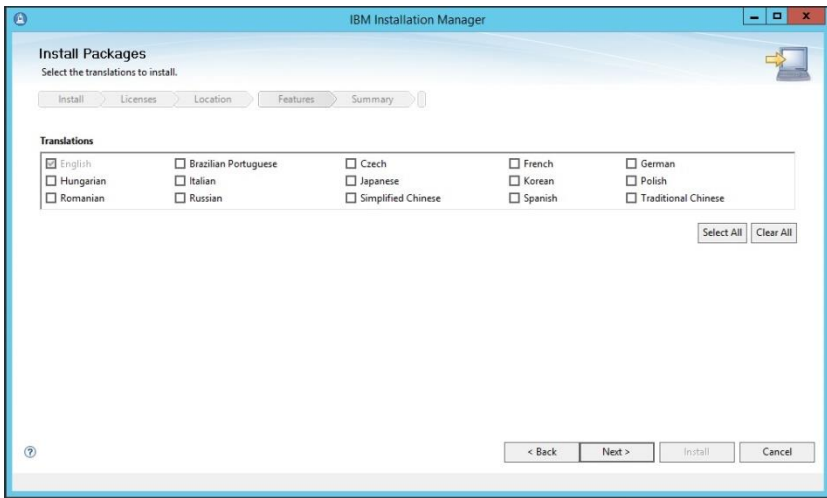 IBM Installation Manager
Install Packages
Select the translations to install.
Install Licenses Location Features Summary
Translations
English Brazilian Portuguese Czech French German
Hungarian Italian Japanese Korean Polish
Romanian Russian Simplified Chinese Spanish Traditional Chinese
Select All Clear All
? < Back Next > Install Cancel